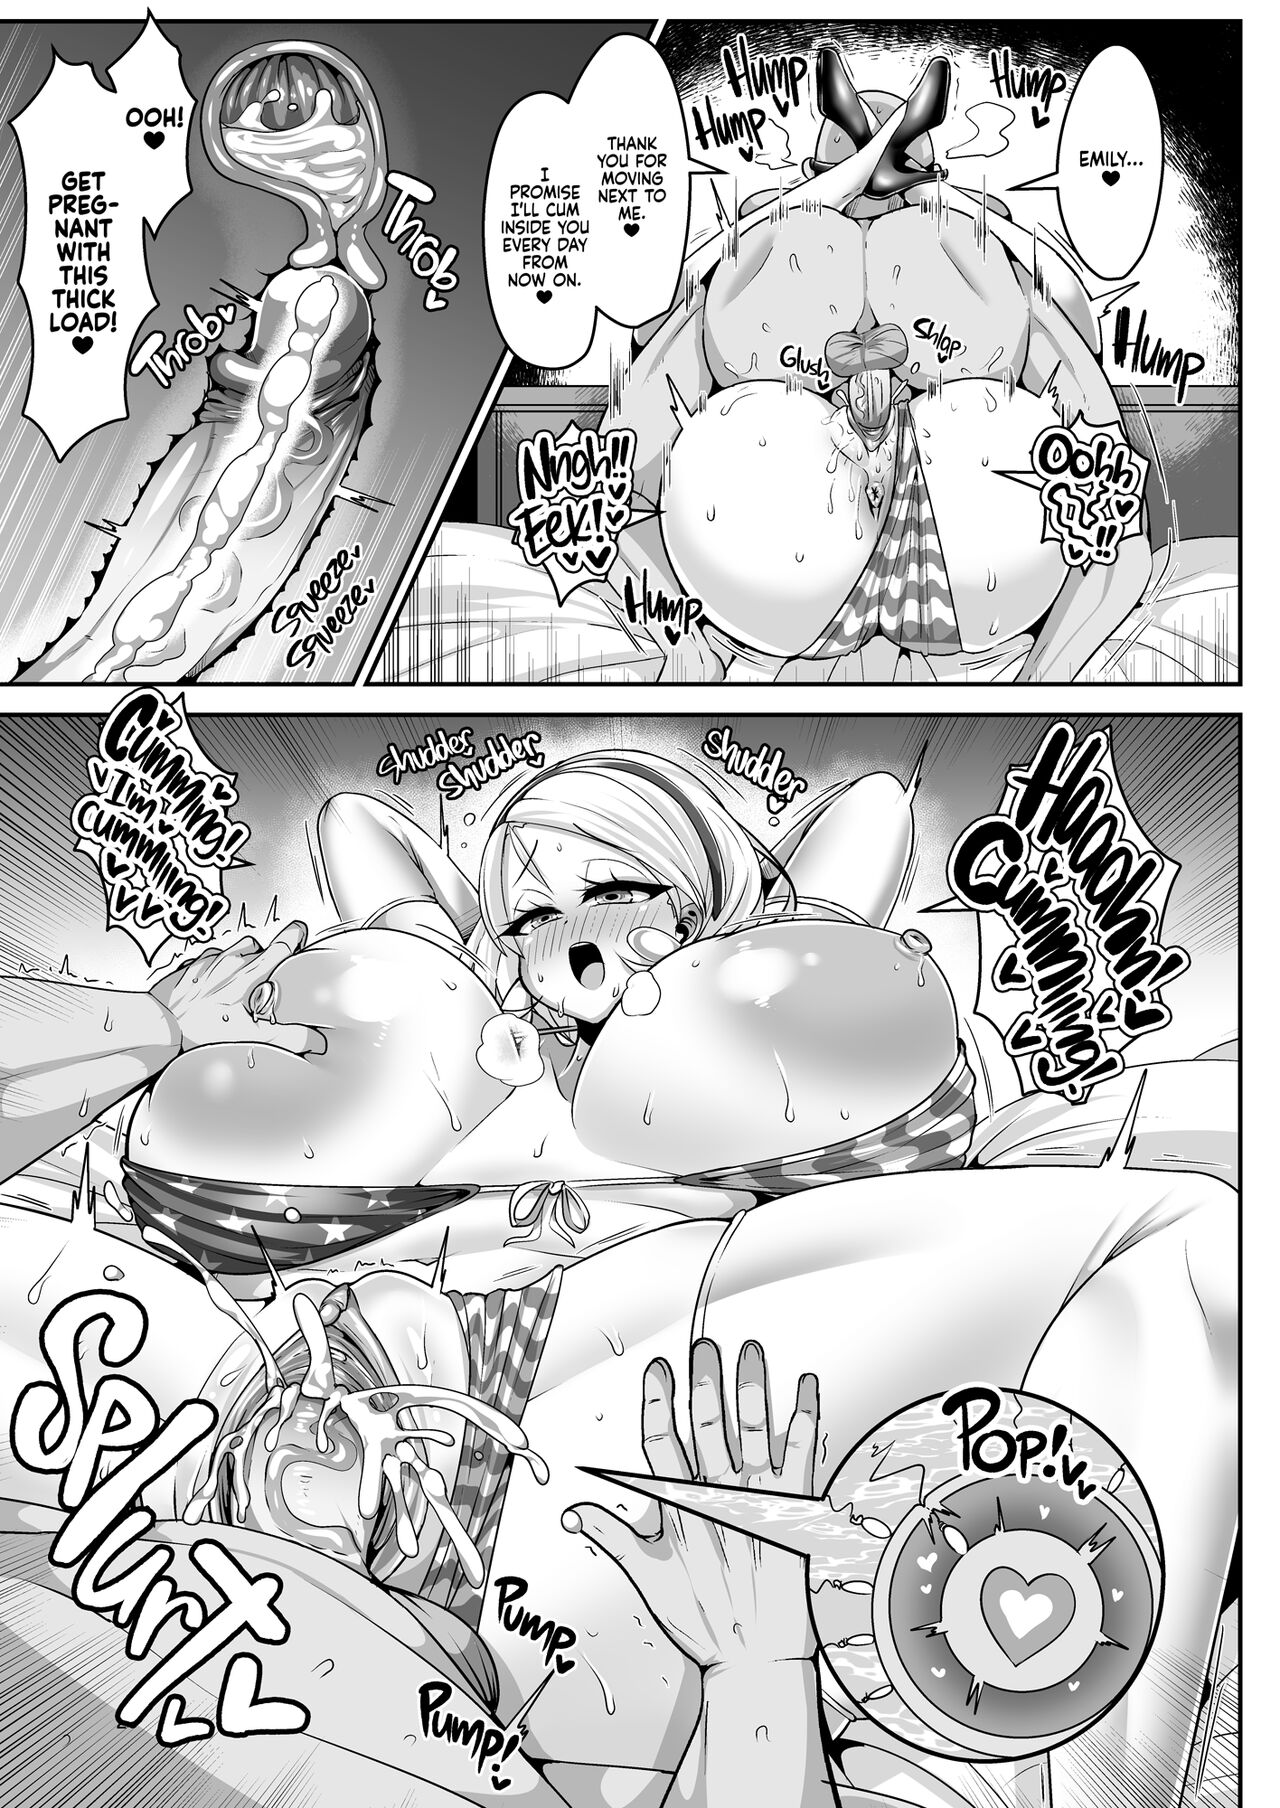 EMILY...
THANK
YOU FOR
MOVING
NEXT TO
ME.
I
PROMISE
I'LL CUM
INSIDE YOU
EVERY DAY
FROM
NOW ON.
Hump
Hump
Hump
Hump
Hump
Glush
Shlap
Nngh!!
Eek!
Oohh
!!
OOH!
GET
PREG-
NANT
WITH
THIS
THICK
LOAD!
Throb
Throb
Squeeze
Squeeze
Haaahh!
Cumming!
Shudder
Shudder
Shudder
Cumming!
I'm
cumming!
Splurt
Pop!
Pump
Pump!